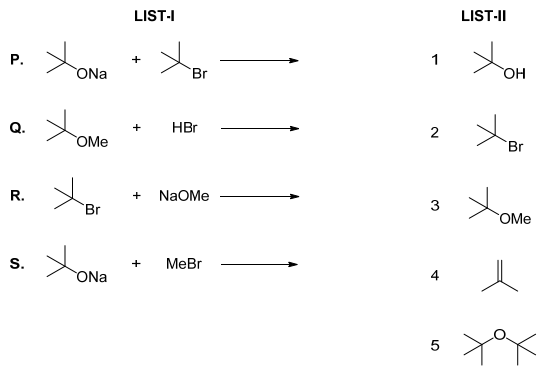 LIST-I LIST-II
P. ONa + Br 1 OH
Q. OMe + HBr 2 Br
R. Br + NaOMe 3 OMe
S. ONa + MeBr 4
5 O